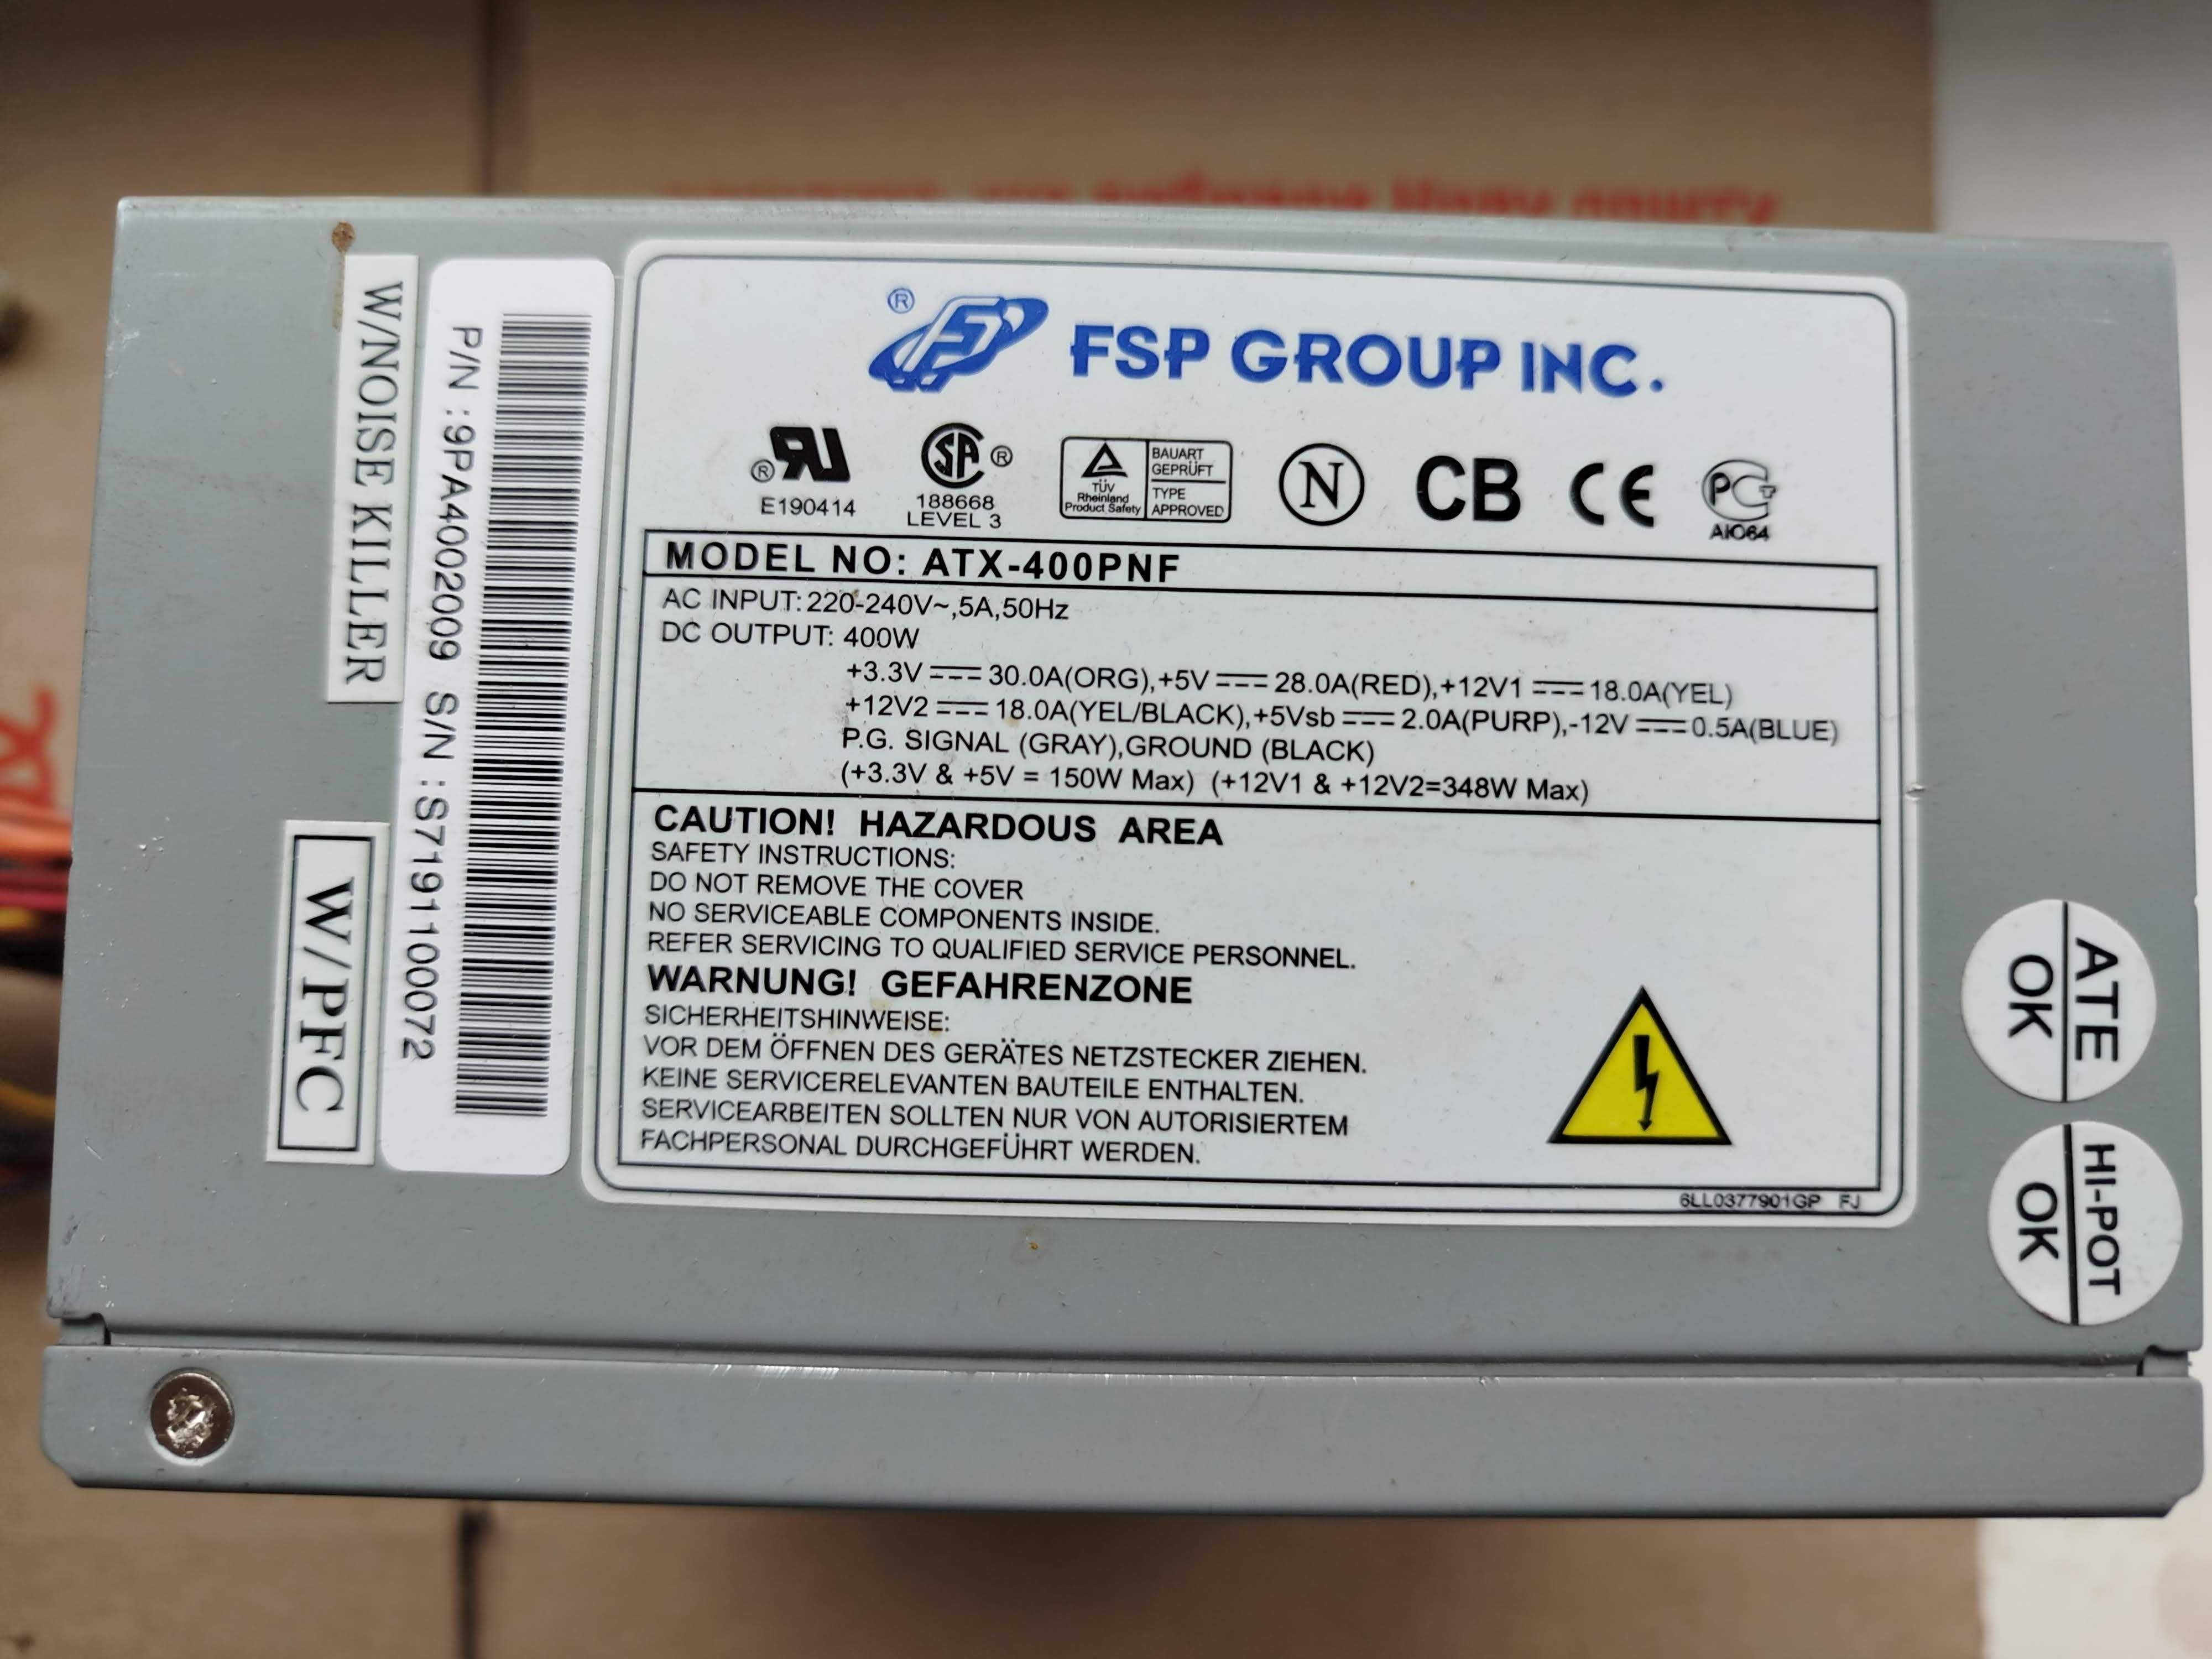 W/NOISE KILLER
P/N :9PA4002009 S/N :S7191100072
W/PFC
® FSP GROUP INC.
® E190414
SA ®
188668
LEVEL 3
TÜV
Rheinland
Product Safety
BAUART
GEPRÜFT
TYPE
APPROVED
N
CB
CE
PCT
AIO64
MODEL NO: ATX-400PNF
AC INPUT: 220-240V~,5A,50Hz
DC OUTPUT: 400W
+3.3V ⎓ 30.0A(ORG),+5V ⎓ 28.0A(RED),+12V1 ⎓ 18.0A(YEL)
+12V2 ⎓ 18.0A(YEL/BLACK),+5Vsb ⎓ 2.0A(PURP),-12V ⎓ 0.5A(BLUE)
P.G. SIGNAL (GRAY),GROUND (BLACK)
(+3.3V & +5V = 150W Max) (+12V1 & +12V2=348W Max)
CAUTION! HAZARDOUS AREA
SAFETY INSTRUCTIONS:
DO NOT REMOVE THE COVER
NO SERVICEABLE COMPONENTS INSIDE.
REFER SERVICING TO QUALIFIED SERVICE PERSONNEL.
WARNUNG! GEFAHRENZONE
SICHERHEITSHINWEISE:
VOR DEM ÖFFNEN DES GERÄTES NETZSTECKER ZIEHEN.
KEINE SERVICERELEVANTEN BAUTEILE ENTHALTEN.
SERVICEARBEITEN SOLLTEN NUR VON AUTORISIERTEM
FACHPERSONAL DURCHGEFÜHRT WERDEN.
6LL0377901GP FJ
ATE
OK
HI-POT
OK